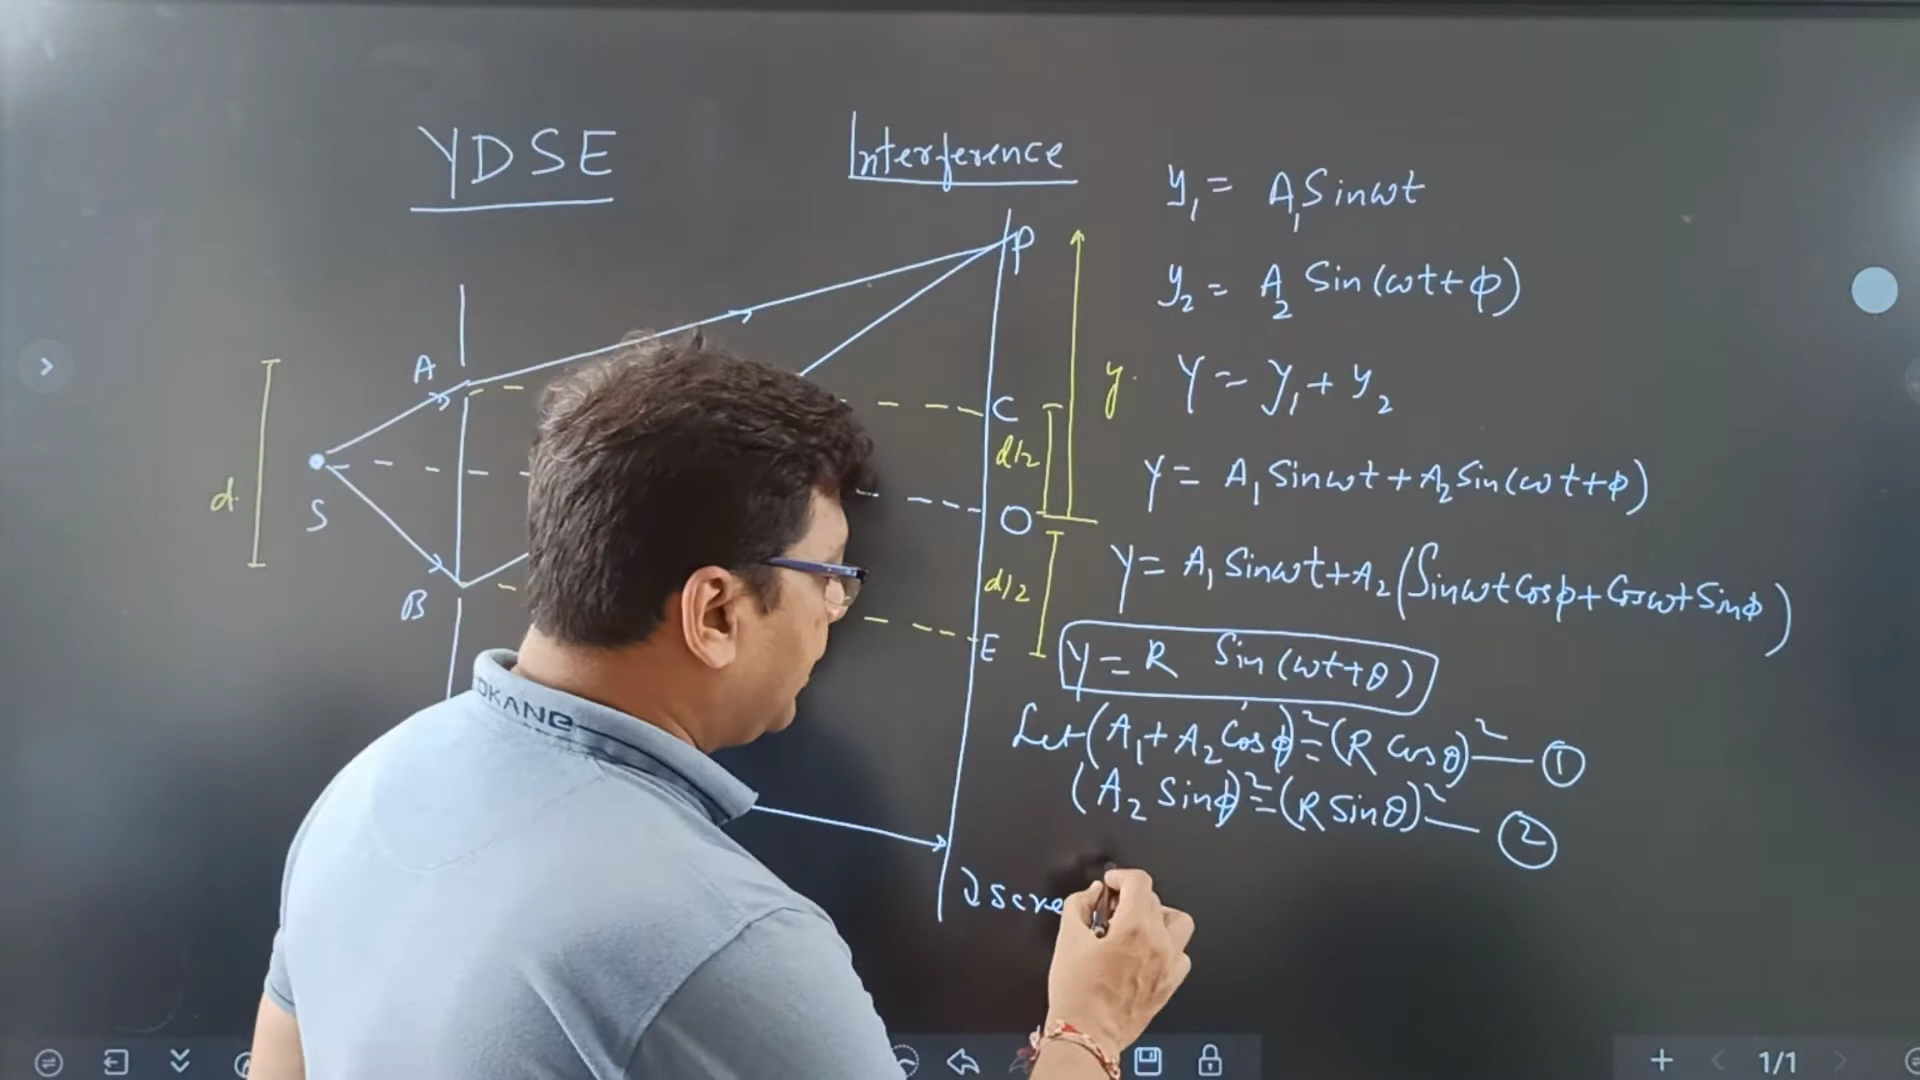 YDSE
Interference
P
A
C
d/2
d
S
O
y
B
d/2
E
Scre
y₁ = A₁ Sinωt
y₂ = A₂ Sin(ωt+ϕ)
Y = y₁ + y₂
Y = A₁ Sinωt + A₂ Sin(ωt+ϕ)
Y = A₁ Sinωt + A₂ (Sinωt Cosϕ + Cosωt Sinϕ)
Y = R Sin(ωt+θ)
Let (A₁ + A₂ Cosϕ)² = (R Cosθ)² — ①
(A₂ Sinϕ)² = (R Sinθ)² — ②
OKANE
1/1